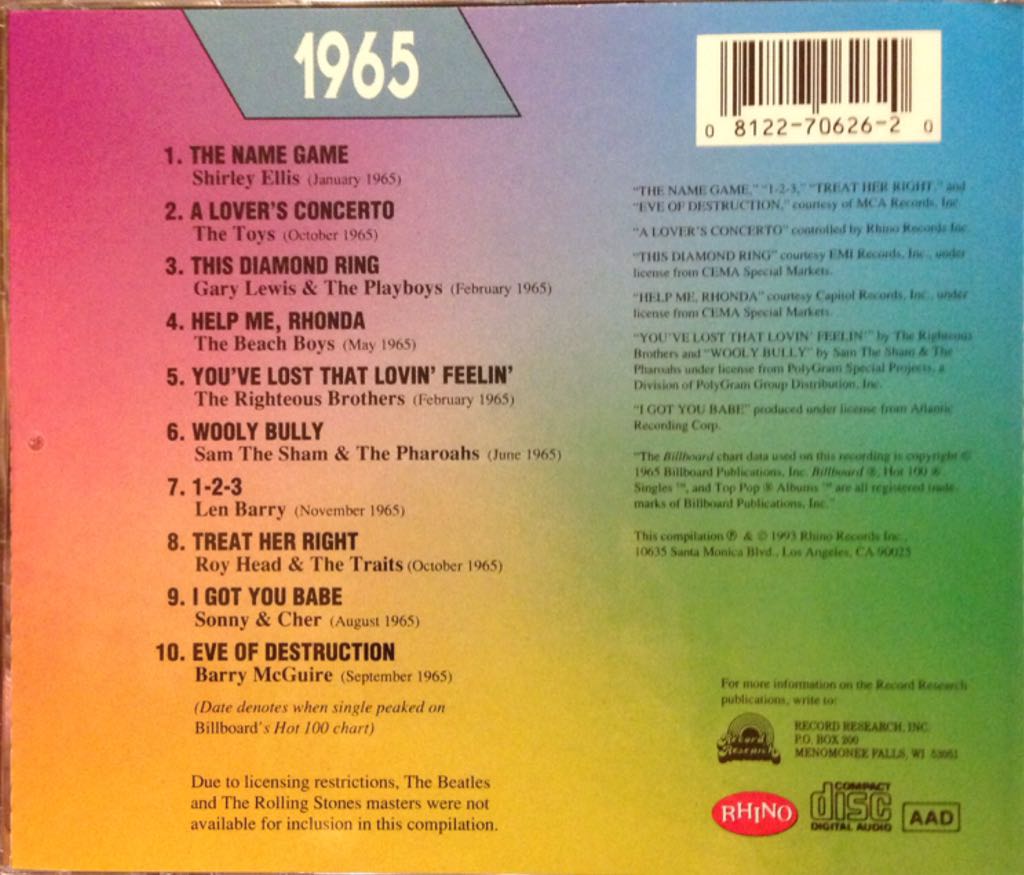 1965
0 8122-70626-2 0
1. THE NAME GAME
Shirley Ellis (January 1965)
2. A LOVER'S CONCERTO
The Toys (October 1965)
3. THIS DIAMOND RING
Gary Lewis & The Playboys (February 1965)
4. HELP ME, RHONDA
The Beach Boys (May 1965)
5. YOU'VE LOST THAT LOVIN' FEELIN'
The Righteous Brothers (February 1965)
6. WOOLY BULLY
Sam The Sham & The Pharoahs (June 1965)
7. 1-2-3
Len Barry (November 1965)
8. TREAT HER RIGHT
Roy Head & The Traits (October 1965)
9. I GOT YOU BABE
Sonny & Cher (August 1965)
10. EVE OF DESTRUCTION
Barry McGuire (September 1965)
(Date denotes when single peaked on
Billboard's Hot 100 chart)
Due to licensing restrictions, The Beatles
and The Rolling Stones masters were not
available for inclusion in this compilation.
"THE NAME GAME," "1-2-3," "TREAT HER RIGHT," and
"EVE OF DESTRUCTION," courtesy of MCA Records, Inc.
"A LOVER'S CONCERTO" controlled by Rhino Records Inc.
"THIS DIAMOND RING" courtesy EMI Records, Inc., under
license from CEMA Special Markets.
"HELP ME, RHONDA" courtesy Capitol Records, Inc., under
license from CEMA Special Markets.
"YOU'VE LOST THAT LOVIN' FEELIN'" by The Righteous
Brothers and "WOOLY BULLY" by Sam The Sham & The
Pharoahs under license from PolyGram Special Projects, a
Division of PolyGram Group Distribution, Inc.
"I GOT YOU BABE" produced under license from Atlantic
Recording Corp.
"The Billboard chart data used on this recording is copyright ©
1965 Billboard Publications, Inc. Billboard ®, Hot 100 ®
Singles ™, and Top Pop ® Albums ™ are all registered trade-
marks of Billboard Publications, Inc."
This compilation ℗ & © 1993 Rhino Records Inc.,
10635 Santa Monica Blvd., Los Angeles, CA 90025
For more information on the Record Research
publications, write to:
Record Research
RECORD RESEARCH, INC.
P.O. BOX 200
MENOMONEE FALLS, WI 53051
RHINO
COMPACT
disc
DIGITAL AUDIO
AAD